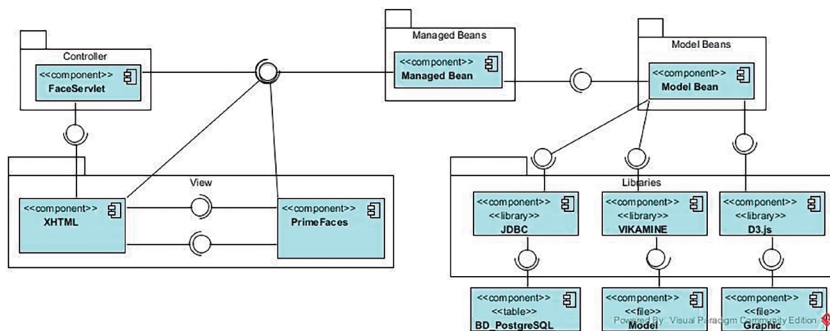 Controller
<<component>>
FaceServlet
Managed Beans
<<component>>
Managed Bean
Model Beans
<<component>>
Model Bean
View
<<component>>
XHTML
<<component>>
PrimeFaces
Libraries
<<component>>
<<library>>
JDBC
<<component>>
<<library>>
VIKAMINE
<<component>>
<<library>>
D3.js
<<component>>
<<table>>
BD_PostgreSQL
<<component>>
<<file>>
Model
<<component>>
<<file>>
Graphic
Powered By Visual Paradigm Community Edition